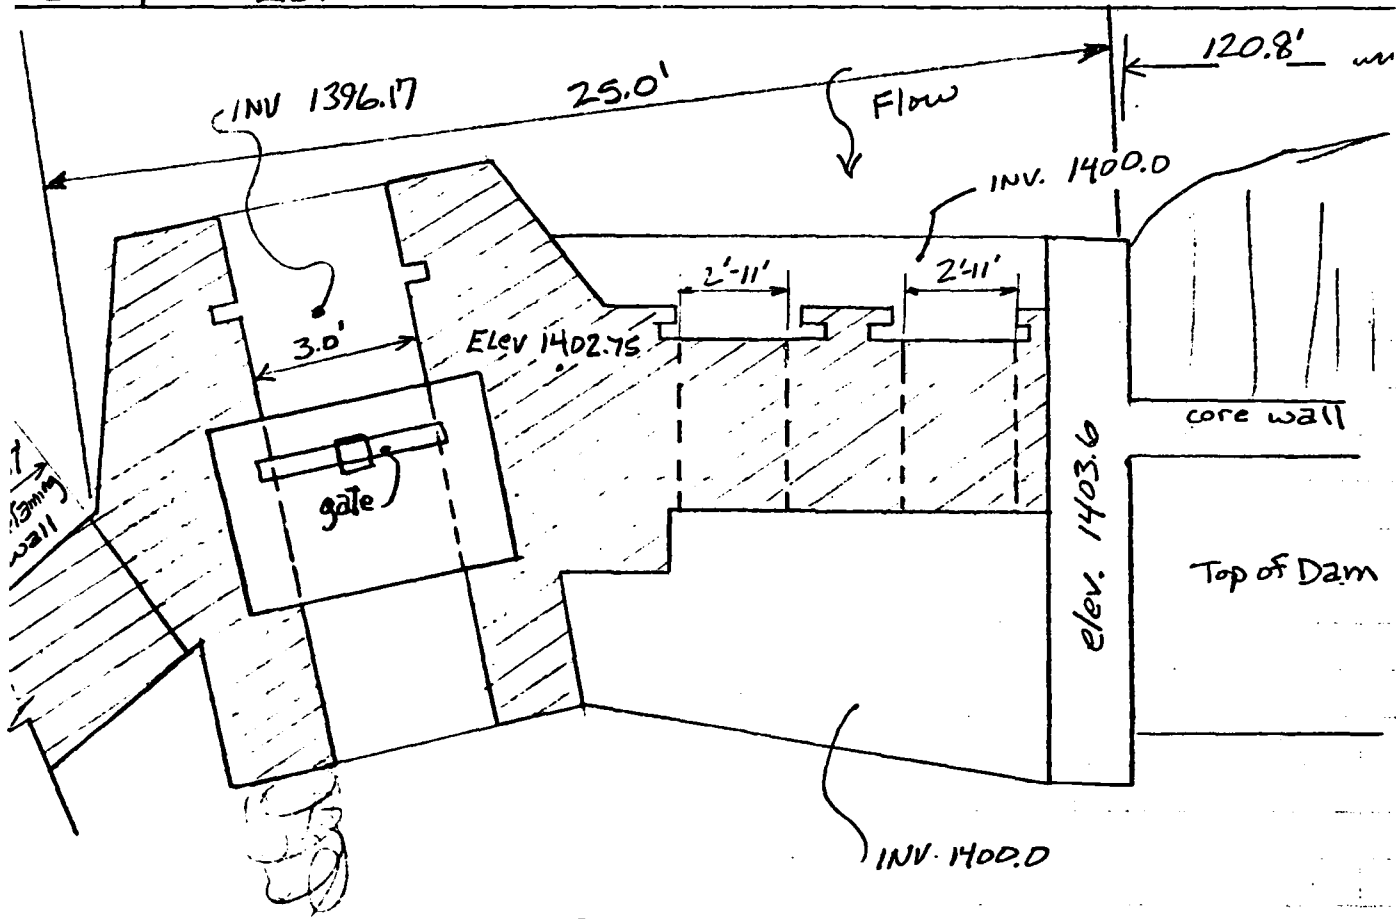 120.8'
25.0'
INV 1396.17
Flow
INV. 1400.0
2'-11'
2'-11'
3.0'
Elev 1402.75
core wall
gate
wall
elev. 1403.6
Top of Dam
INV. 1400.0